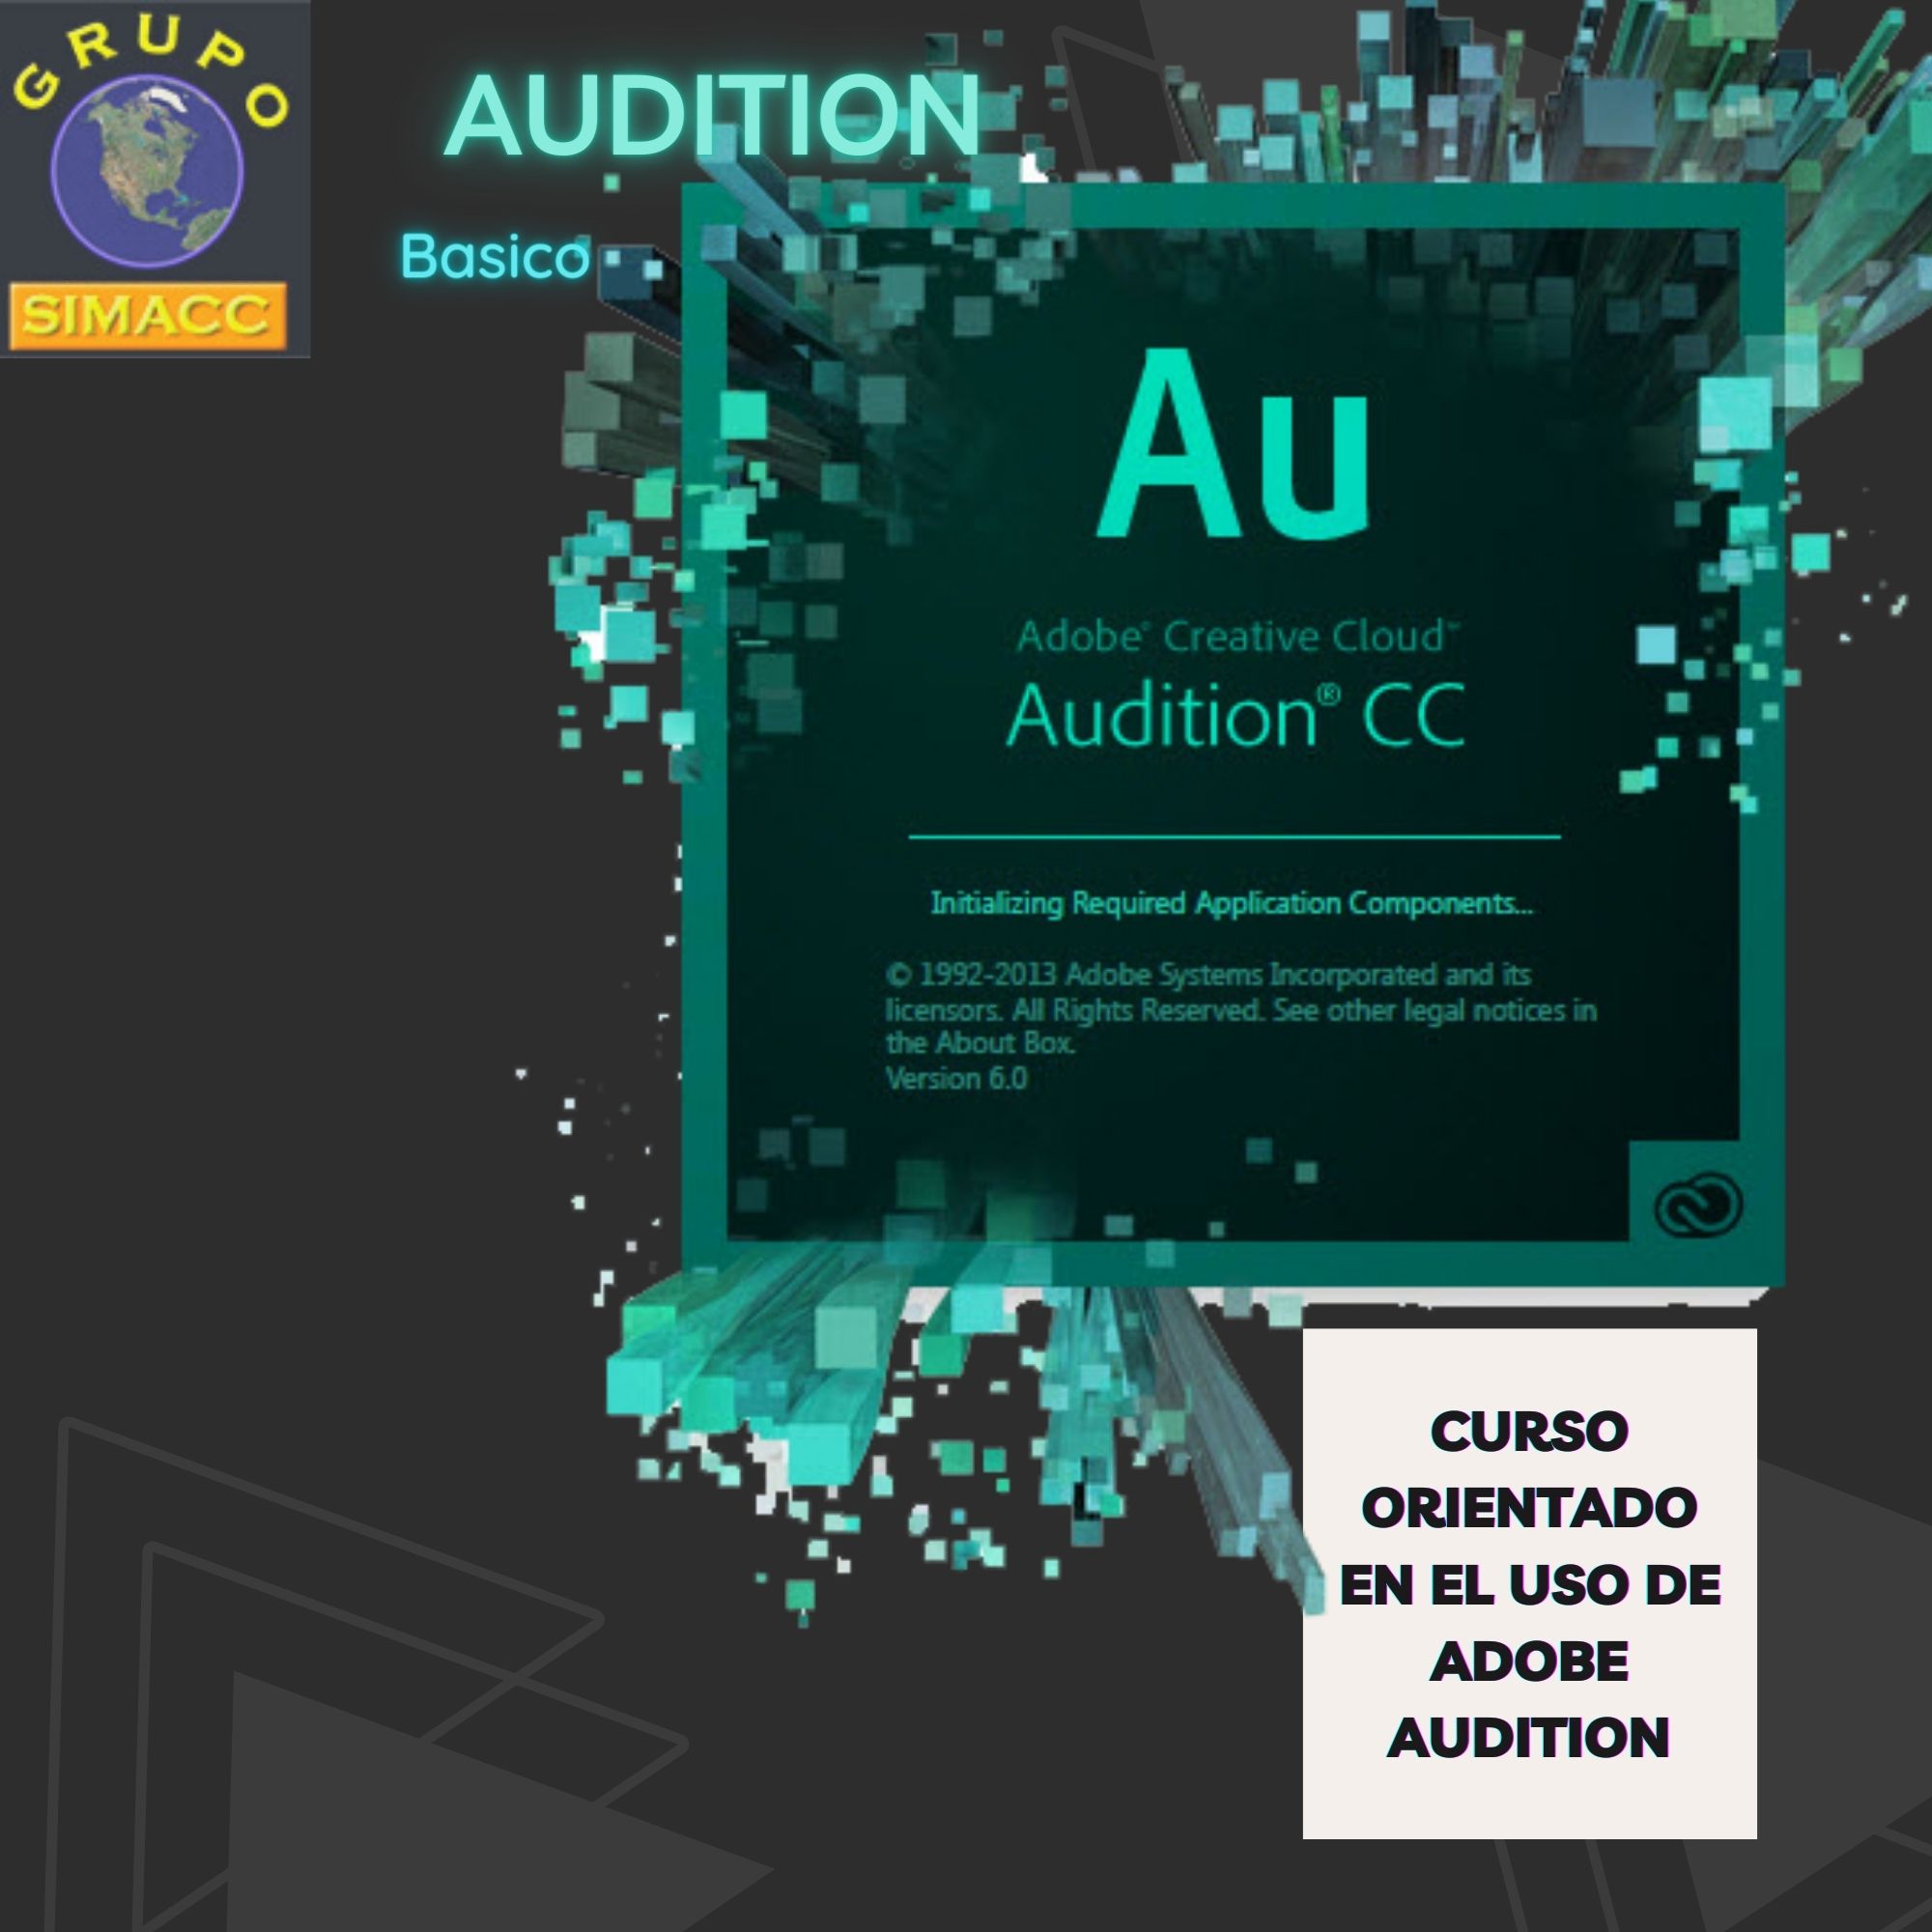 GRUPO
SIMACC
AUDITION
Basico
Au
Adobe® Creative Cloud™
Audition® CC
Initializing Required Application Components...
© 1992-2013 Adobe Systems Incorporated and its
licensors. All Rights Reserved. See other legal notices in
the About Box.
Version 6.0
CURSO
ORIENTADO
EN EL USO DE
ADOBE
AUDITION